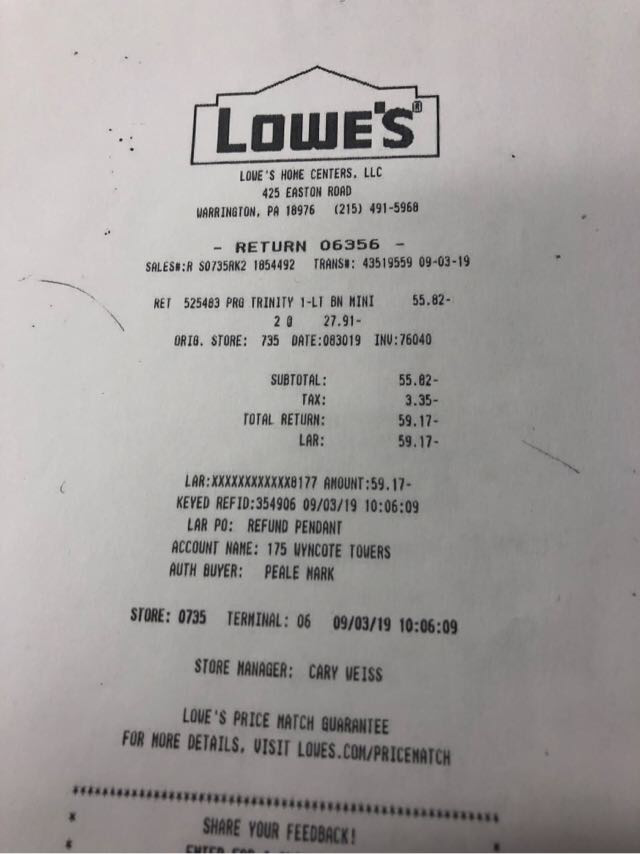 LOWE'S®
LOWE'S HOME CENTERS, LLC
425 EASTON ROAD
WARRINGTON, PA 18976 (215) 491-5968
- RETURN 06356 -
SALES#:R S0735RK2 1854492 TRANS#: 43519559 09-03-19
RET 525483 PRG TRINITY 1-LT BN MINI 55.82-
2 @ 27.91-
ORIG. STORE: 735 DATE:083019 INV:76040
SUBTOTAL: 55.82-
TAX: 3.35-
TOTAL RETURN: 59.17-
LAR: 59.17-
LAR:XXXXXXXXXXXX8177 AMOUNT:59.17-
KEYED REFID:354906 09/03/19 10:06:09
LAR PO: REFUND PENDANT
ACCOUNT NAME: 175 WYNCOTE TOWERS
AUTH BUYER: PEALE MARK
STORE: 0735 TERMINAL: 06 09/03/19 10:06:09
STORE MANAGER: CARY WEISS
LOWE'S PRICE MATCH GUARANTEE
FOR MORE DETAILS, VISIT LOWES.COM/PRICEMATCH
* SHARE YOUR FEEDBACK! *